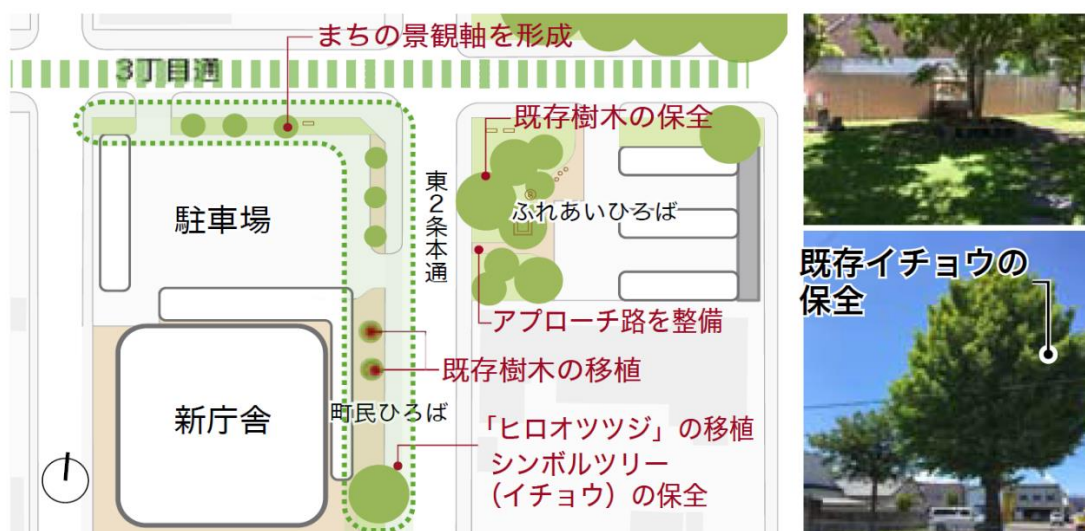 まちの景観軸を形成
3丁目通
既存樹木の保全
ふれあいひろば
東2条本通
駐車場
アプローチ路を整備
既存樹木の移植
新庁舎
町民ひろば
「ヒロオツツジ」の移植
シンボルツリー
（イチョウ）の保全
既存イチョウの
保全